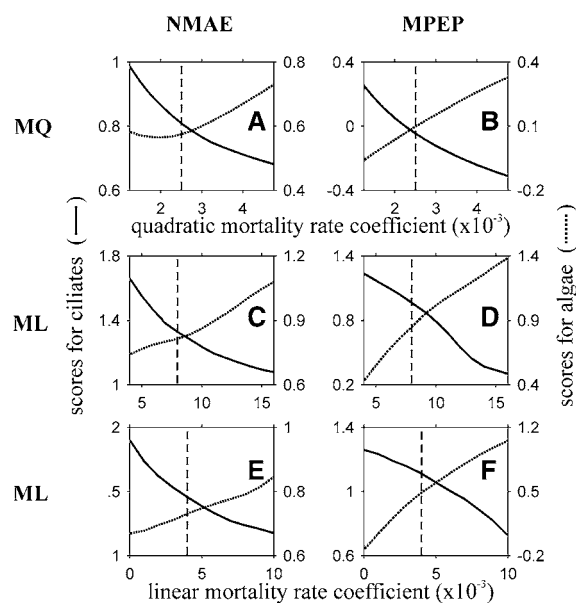 NMAE MPEP
MQ
1 0.8 0.4 0.4
0.8 0.6 0 0.1
0.6 0.4 -0.4 -0.2
A B
2 3 4 2 3 4
quadratic mortality rate coefficient (x10-3)
scores for ciliates (—)
scores for algae (........)
ML
1.8 1.2 1.4 1.4
1.4 0.9 0.8 0.9
1 0.6 0.2 0.4
C D
5 10 15 5 10 15
ML
2 1 1.4 1.2
.5 0.8 1 0.5
1 0.6 0.6 -0.2
E F
0 5 10 0 5 10
linear mortality rate coefficient (x10-3)